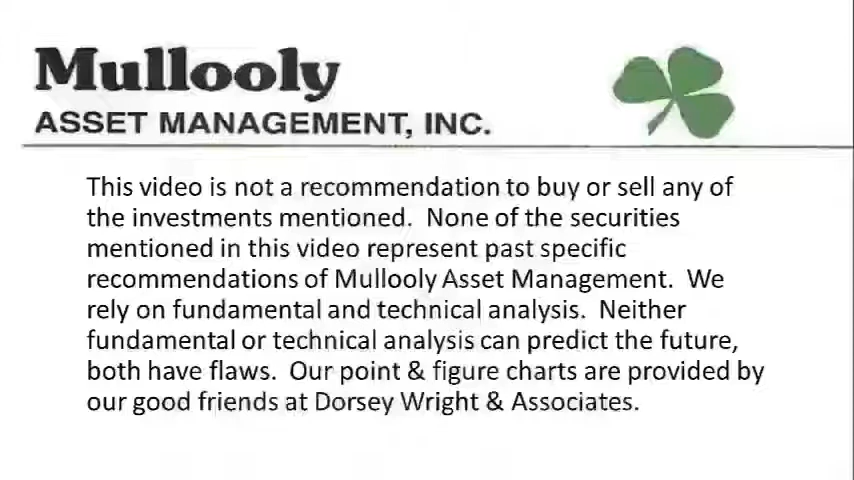 Mullooly
ASSET MANAGEMENT, INC.
This video is not a recommendation to buy or sell any of
the investments mentioned.  None of the securities
mentioned in this video represent past specific
recommendations of Mullooly Asset Management.  We
rely on fundamental and technical analysis.  Neither
fundamental or technical analysis can predict the future,
both have flaws.  Our point & figure charts are provided by
our good friends at Dorsey Wright & Associates.